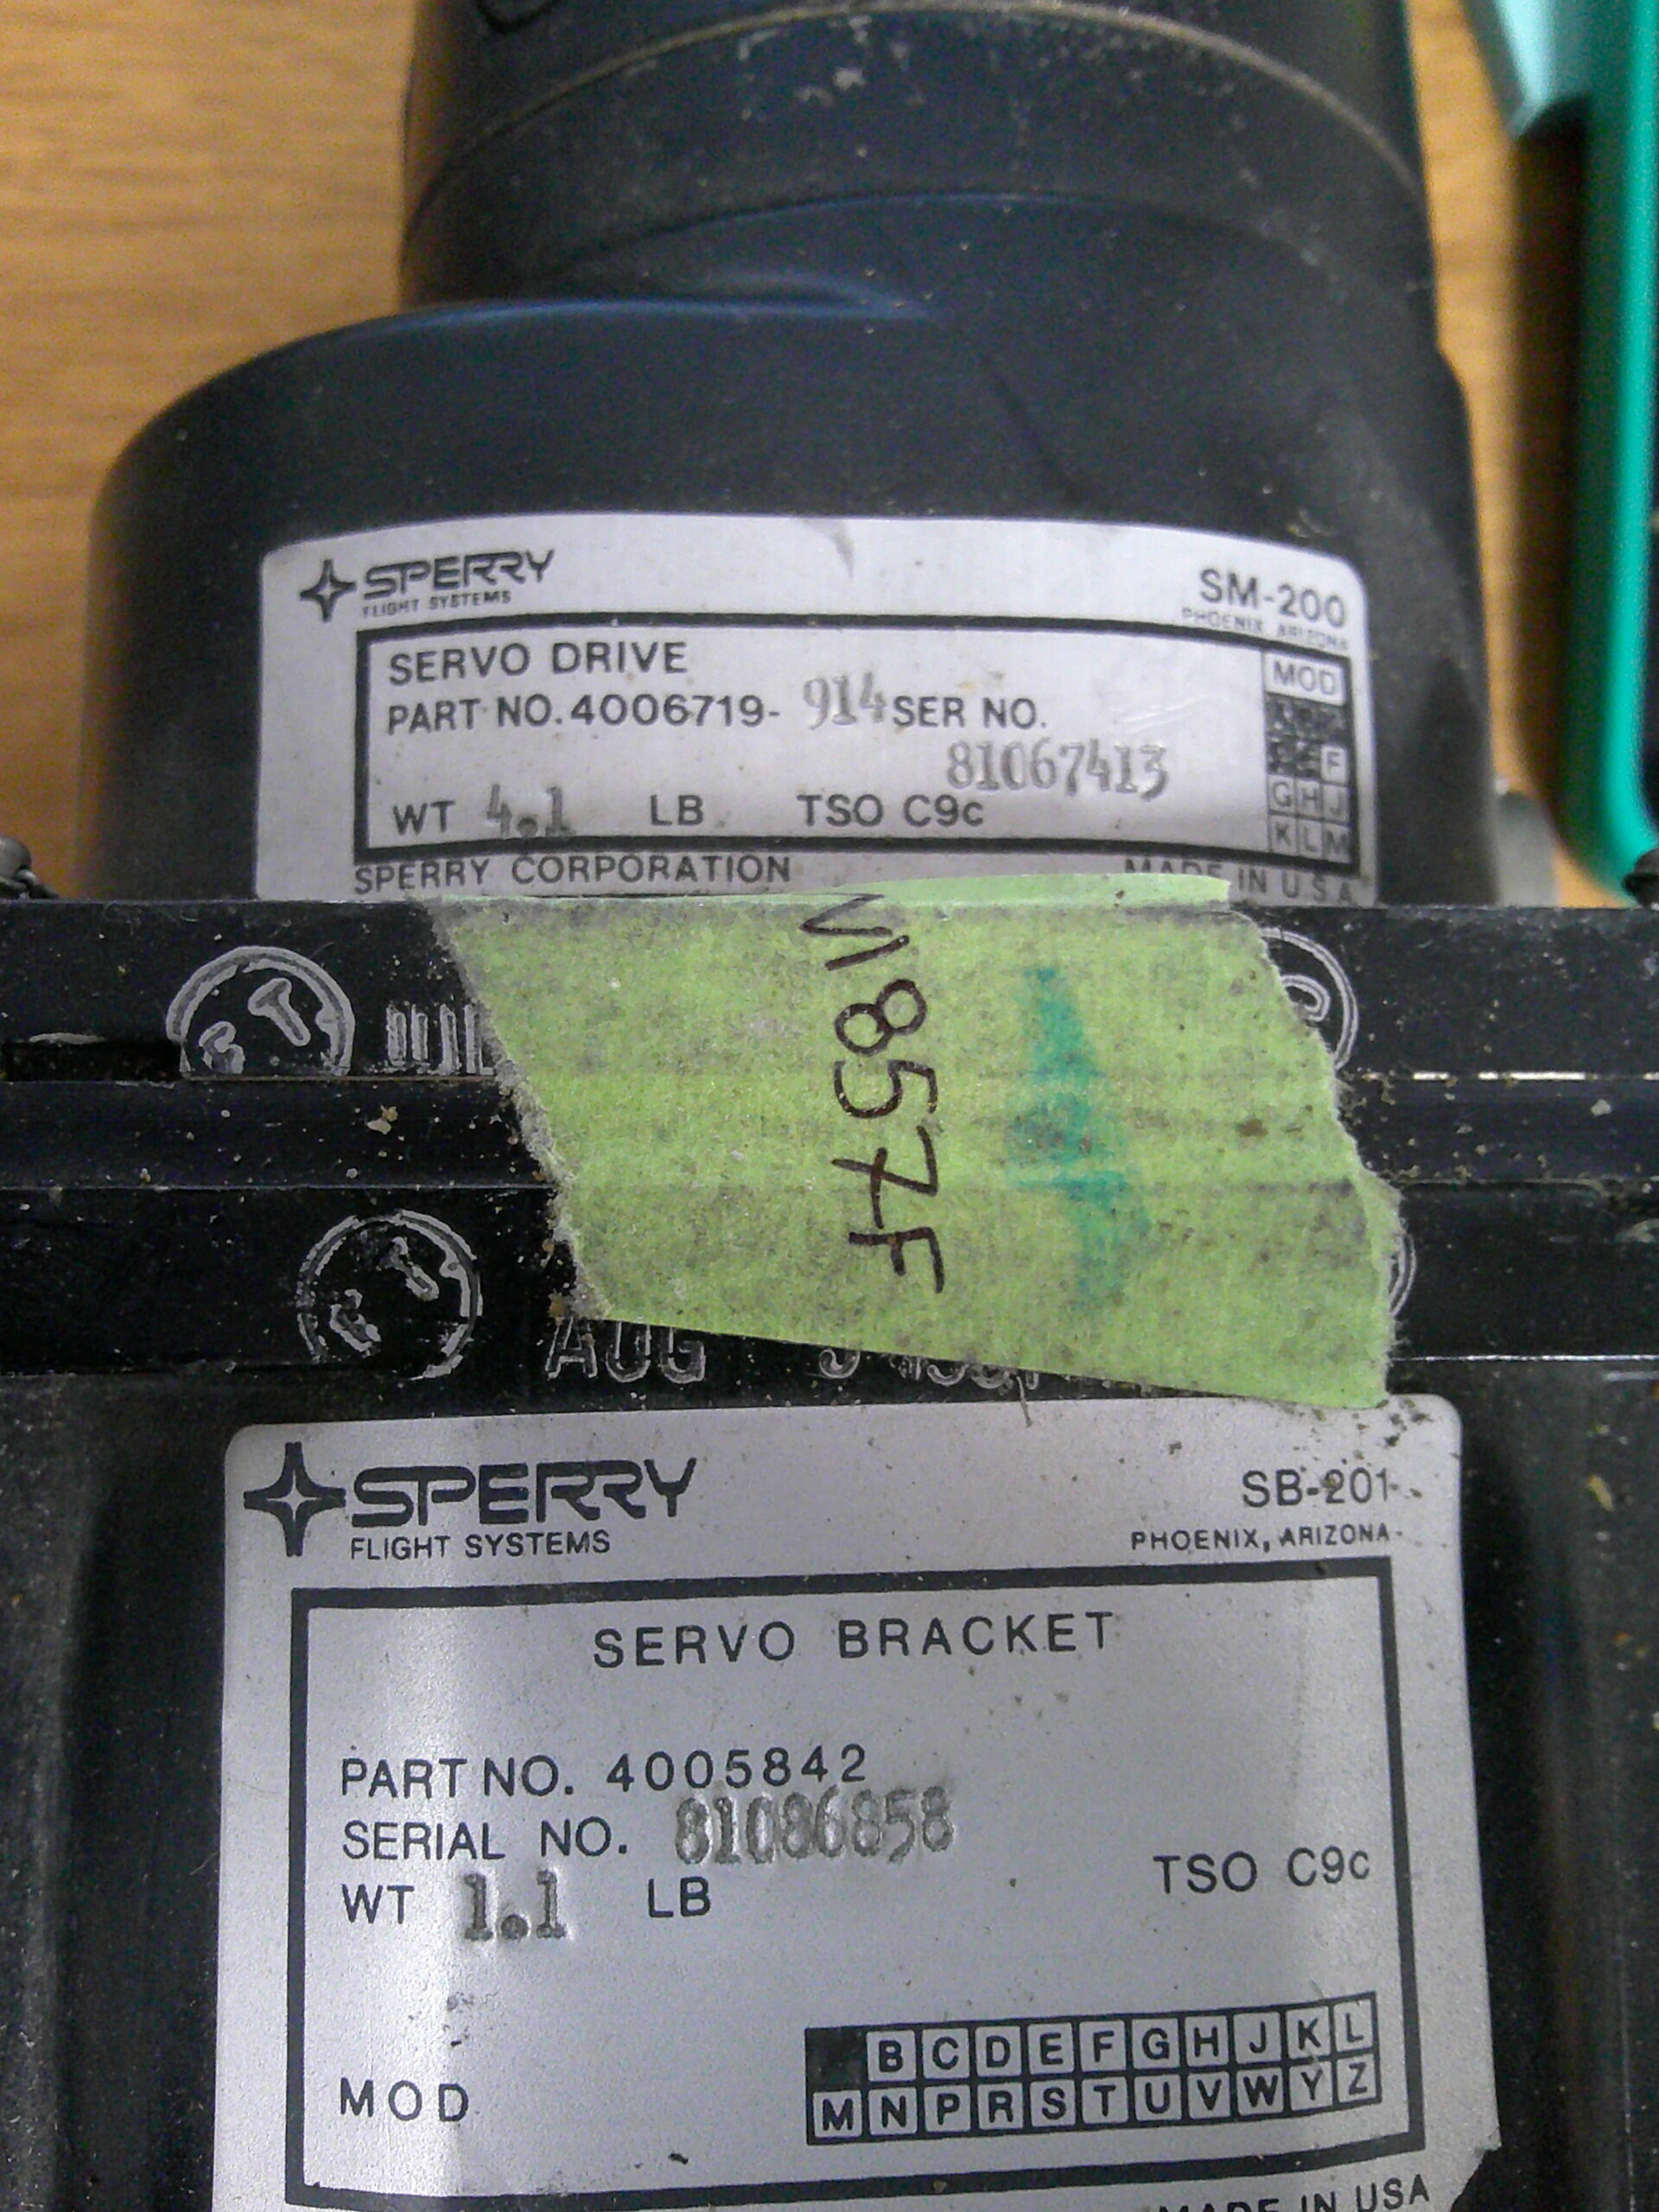 SPERRY
FLIGHT SYSTEMS
SM-200
PHOENIX, ARIZONA
SERVO DRIVE
PART NO. 4006719- 914 SER NO.
81067413
WT 4.1 LB TSO C9c
MOD
F
G H J
K L M
SPERRY CORPORATION MADE IN U S A
N1857F
AUG
SPERRY
FLIGHT SYSTEMS
SB-201
PHOENIX, ARIZONA
SERVO BRACKET
PART NO. 4005842
SERIAL NO. 81086858
WT 1.1 LB TSO C9c
MOD
B C D E F G H J K L
M N P R S T U V W Y Z
MADE IN USA